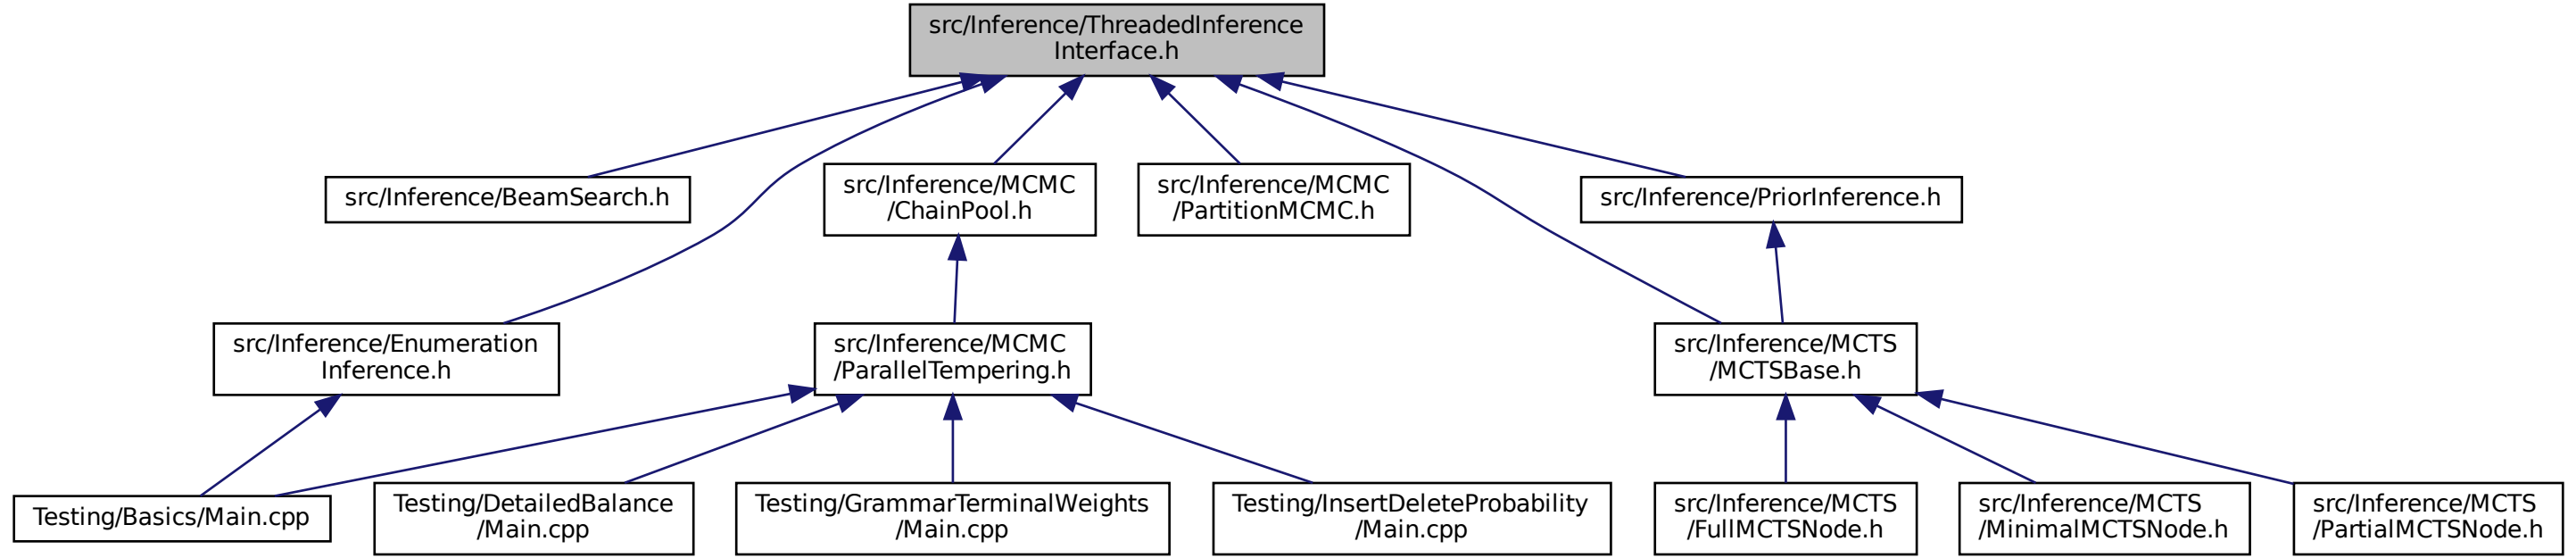 src/Inference/ThreadedInference
Interface.h
src/Inference/BeamSearch.h
src/Inference/MCMC
/ChainPool.h
src/Inference/MCMC
/PartitionMCMC.h
src/Inference/PriorInference.h
src/Inference/Enumeration
Inference.h
src/Inference/MCMC
/ParallelTempering.h
src/Inference/MCTS
/MCTSBase.h
Testing/Basics/Main.cpp
Testing/DetailedBalance
/Main.cpp
Testing/GrammarTerminalWeights
/Main.cpp
Testing/InsertDeleteProbability
/Main.cpp
src/Inference/MCTS
/FullMCTSNode.h
src/Inference/MCTS
/MinimalMCTSNode.h
src/Inference/MCTS
/PartialMCTSNode.h